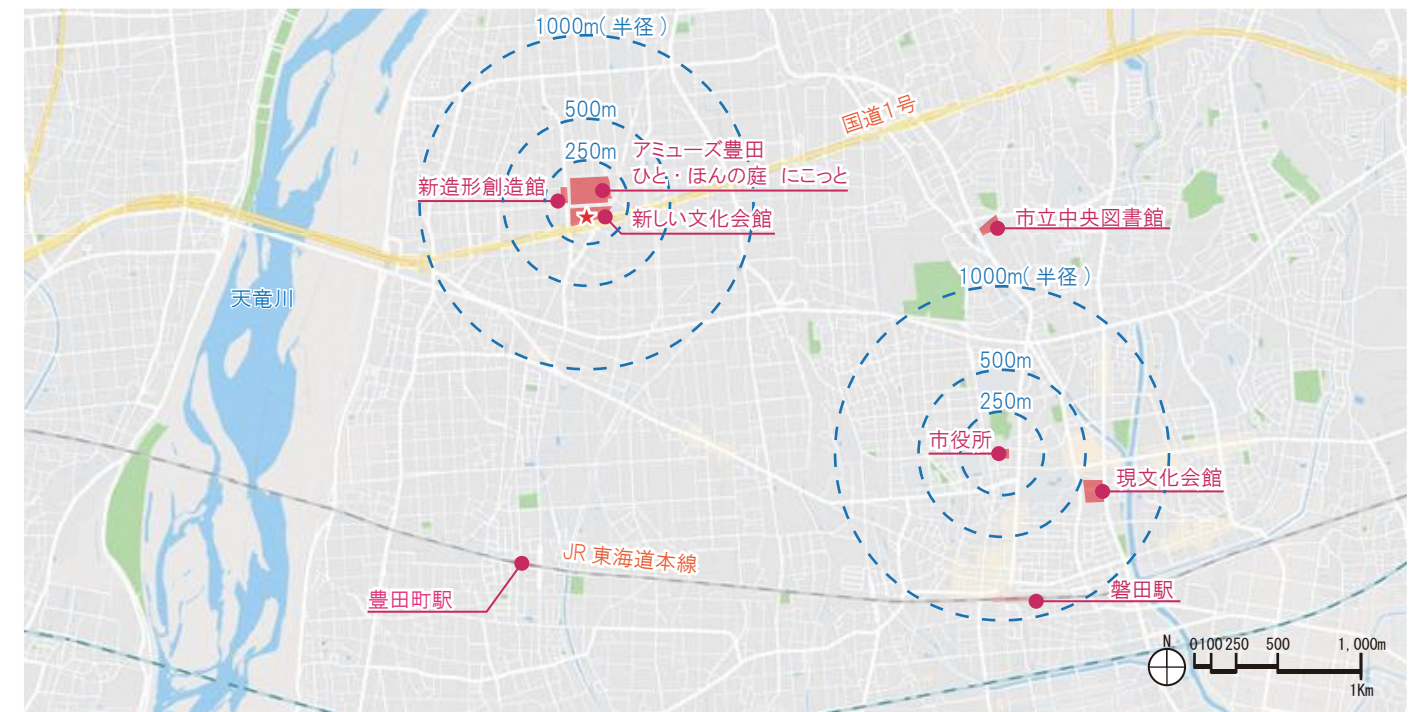 1000m( 半径 )
500m
250m
アミューズ豊田
ひと・ほんの庭 にこっと
新造形創造館
新しい文化会館
国道1号
市立中央図書館
天竜川
1000m( 半径 )
500m
250m
市役所
現文化会館
JR 東海道本線
豊田町駅
磐田駅
N
0 100 250 500 1,000m
1Km